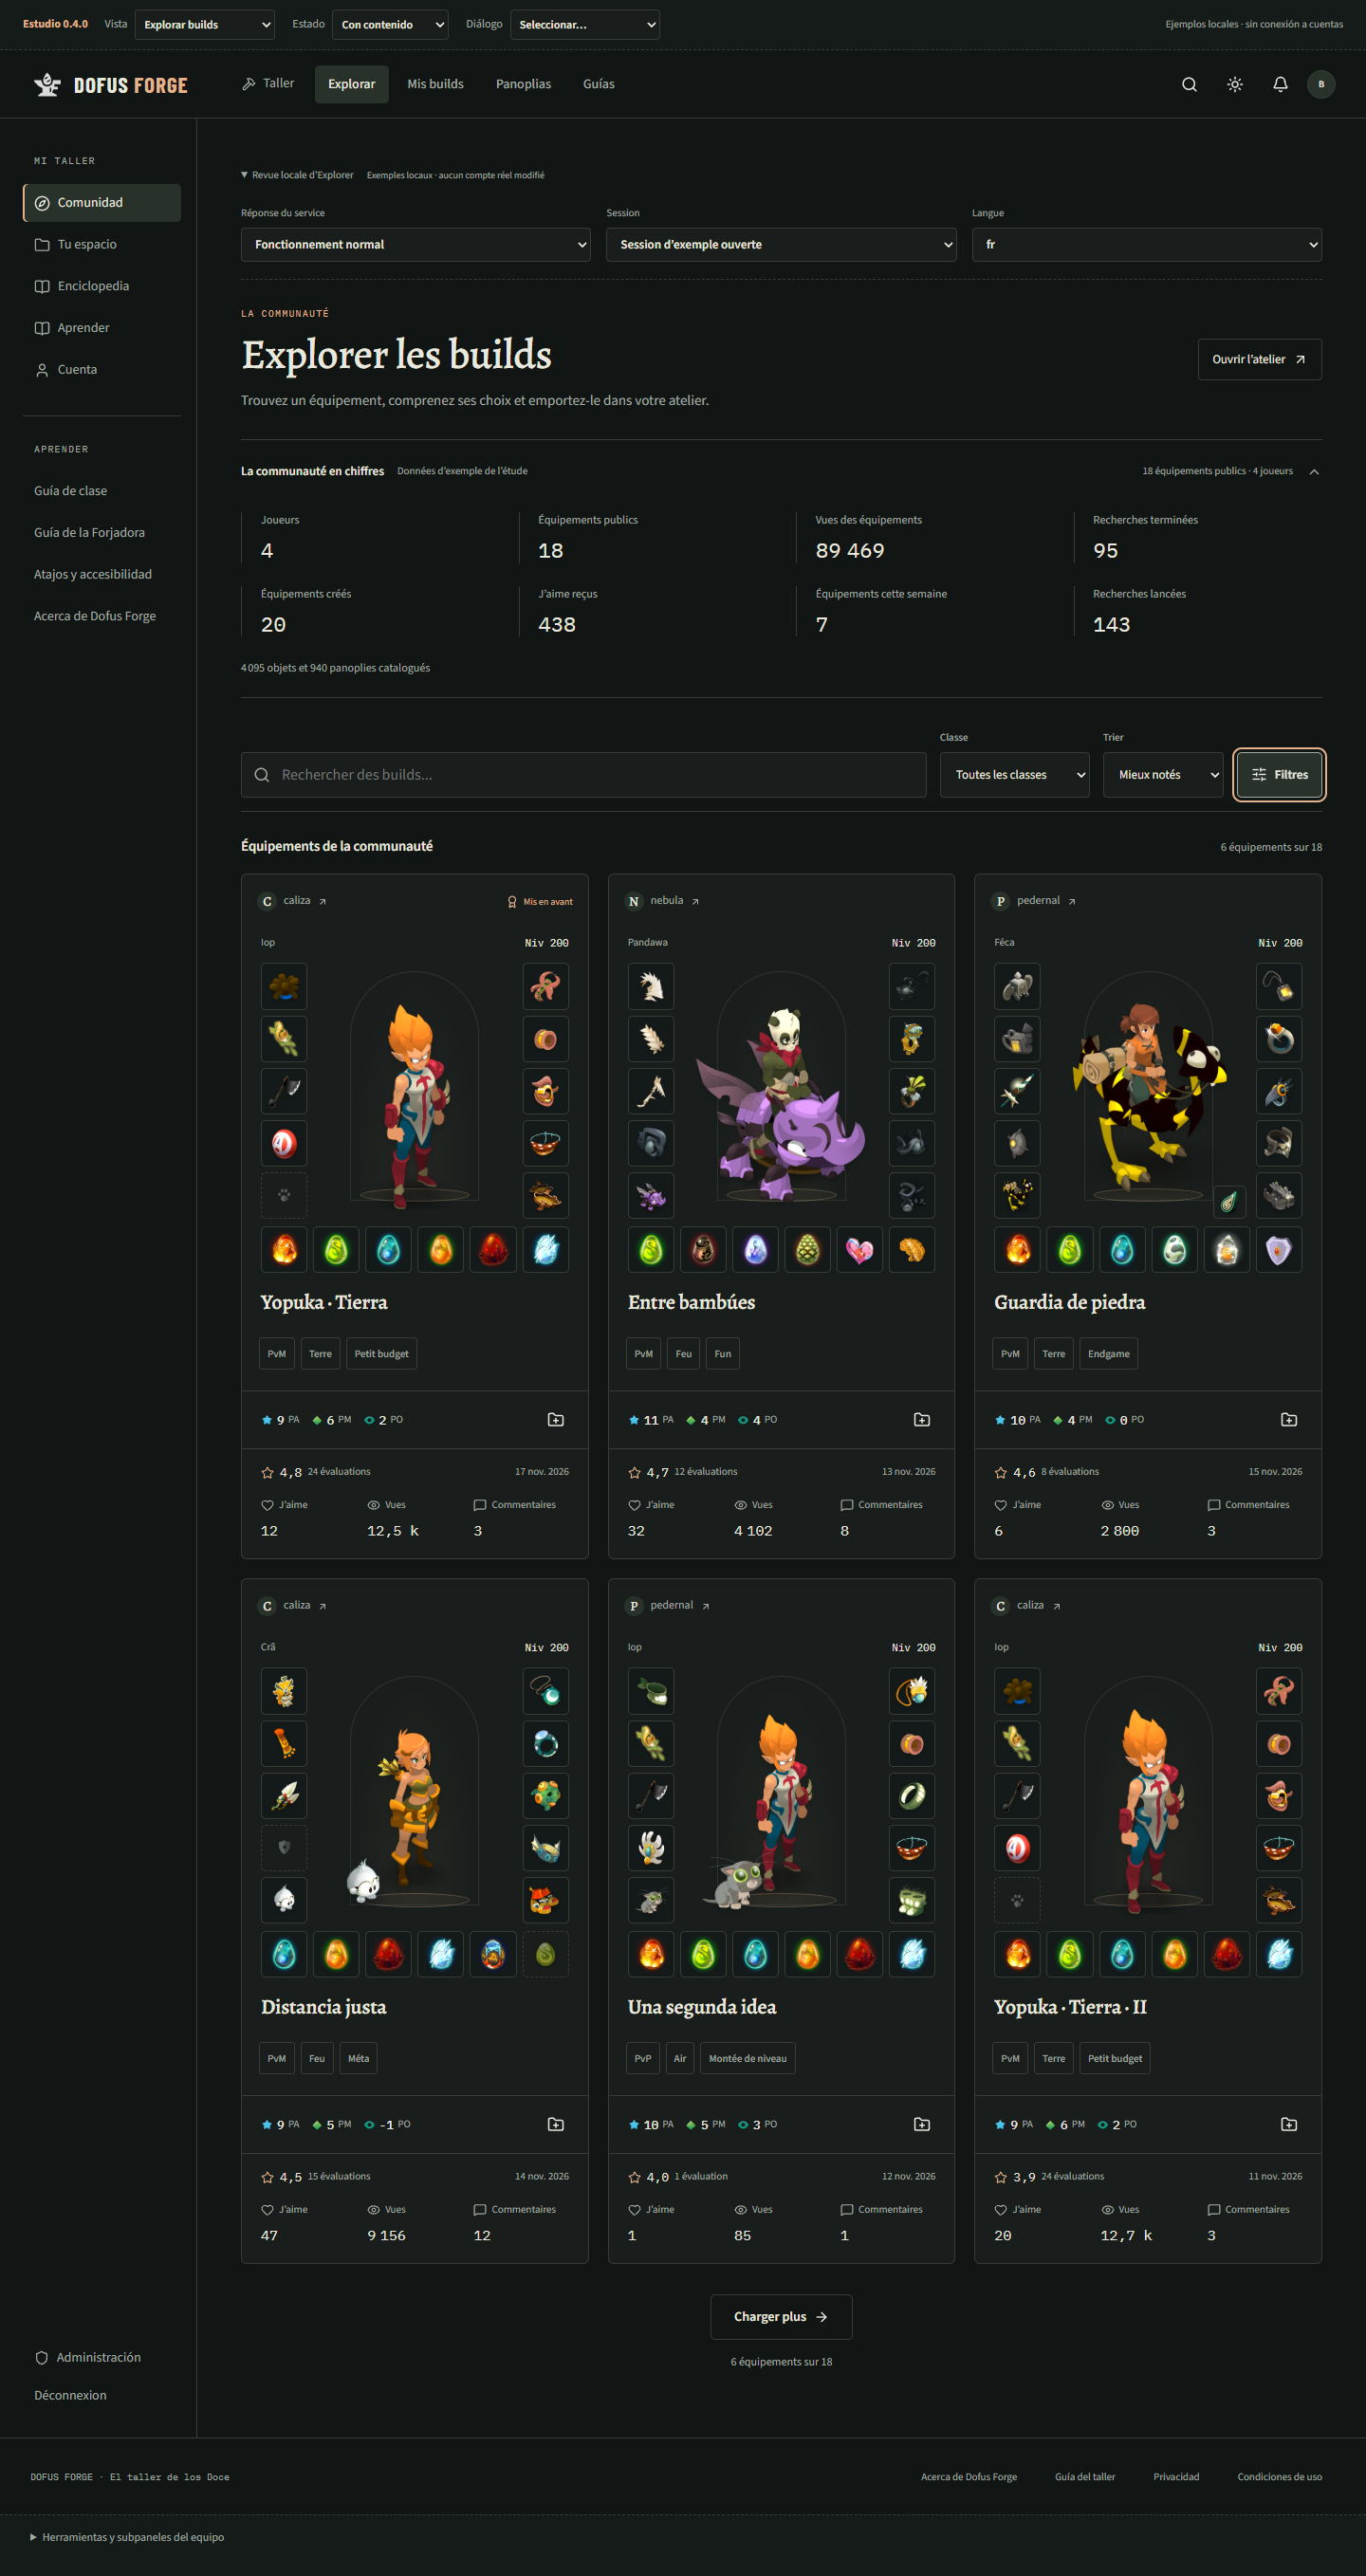 Estudio 0.4.0 Vista Explorar builds Estado Con contenido Diálogo Seleccionar... Ejemplos locales · sin conexión a cuentas
DOFUS FORGE Taller Explorar Mis builds Panoplias Guías B
MI TALLER
Comunidad
Tu espacio
Enciclopedia
Aprender
Cuenta
APRENDER
Guía de clase
Guía de la Forjadora
Atajos y accesibilidad
Acerca de Dofus Forge
Administración
Déconnexion
▼ Revue locale d’Explorer Exemples locaux · aucun compte réel modifié
Réponse du service Session Langue
Fonctionnement normal Session d’exemple ouverte fr
LA COMMUNAUTÉ
Explorer les builds
Ouvrir l’atelier
Trouvez un équipement, comprenez ses choix et emportez-le dans votre atelier.
La communauté en chiffres Données d’exemple de l’étude 18 équipements publics · 4 joueurs
Joueurs Équipements publics Vues des équipements Recherches terminées
4 18 89 469 95
Équipements créés J’aime reçus Équipements cette semaine Recherches lancées
20 438 7 143
4 095 objets et 940 panoplies catalogués
Classe Trier
Rechercher des builds... Toutes les classes Mieux notés Filtres
Équipements de la communauté 6 équipements sur 18
C caliza Mis en avant
Iop Niv 200
Yopuka · Tierra
PvM Terre Petit budget
9 PA 6 PM 2 PO
4,8 24 évaluations 17 nov. 2026
J’aime Vues Commentaires
12 12,5 k 3
N nebula
Pandawa Niv 200
Entre bambúes
PvM Feu Fun
11 PA 4 PM 4 PO
4,7 12 évaluations 13 nov. 2026
J’aime Vues Commentaires
32 4 102 8
P pedernal
Féca Niv 200
Guardia de piedra
PvM Terre Endgame
10 PA 4 PM 0 PO
4,6 8 évaluations 15 nov. 2026
J’aime Vues Commentaires
6 2 800 3
C caliza
Crâ Niv 200
Distancia justa
PvM Feu Méta
9 PA 5 PM -1 PO
4,5 15 évaluations 14 nov. 2026
J’aime Vues Commentaires
47 9 156 12
P pedernal
Iop Niv 200
Una segunda idea
PvP Air Montée de niveau
10 PA 5 PM 3 PO
4,0 1 évaluation 12 nov. 2026
J’aime Vues Commentaires
1 85 1
C caliza
Iop Niv 200
Yopuka · Tierra · II
PvM Terre Petit budget
9 PA 6 PM 2 PO
3,9 24 évaluations 11 nov. 2026
J’aime Vues Commentaires
20 12,7 k 3
Charger plus
6 équipements sur 18
DOFUS FORGE · El taller de los Doce Acerca de Dofus Forge Guía del taller Privacidad Condiciones de uso
▶ Herramientas y subpaneles del equipo